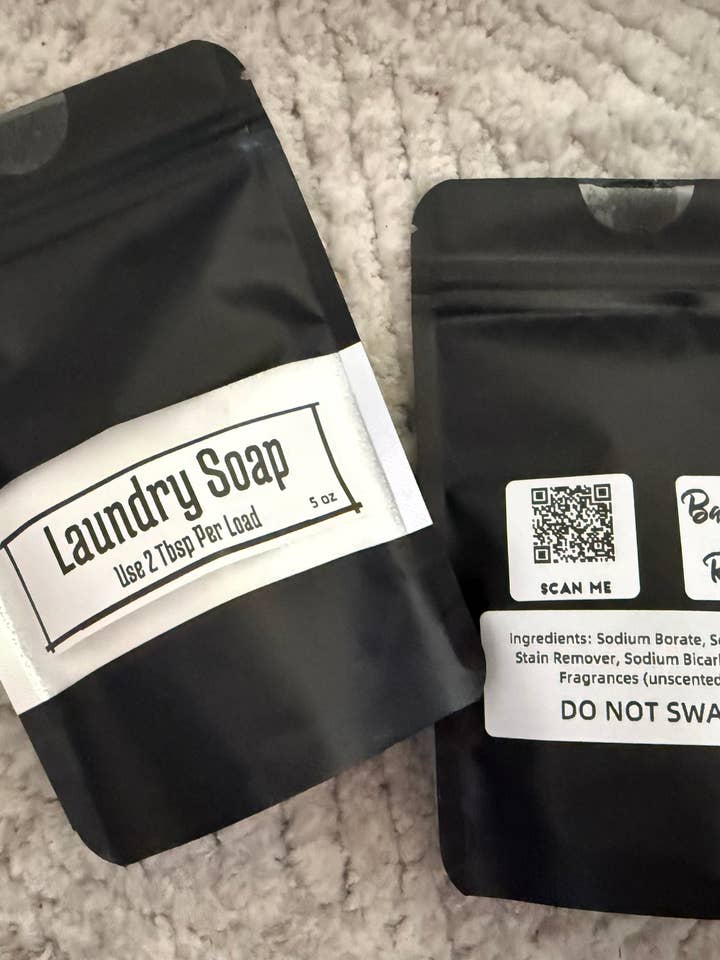 Laundry Soap
Use 2 Tbsp Per Load
5 oz
SCAN ME
Ingredients: Sodium Borate,
Stain Remover, Sodium
Fragrances (unscented
DO NOT